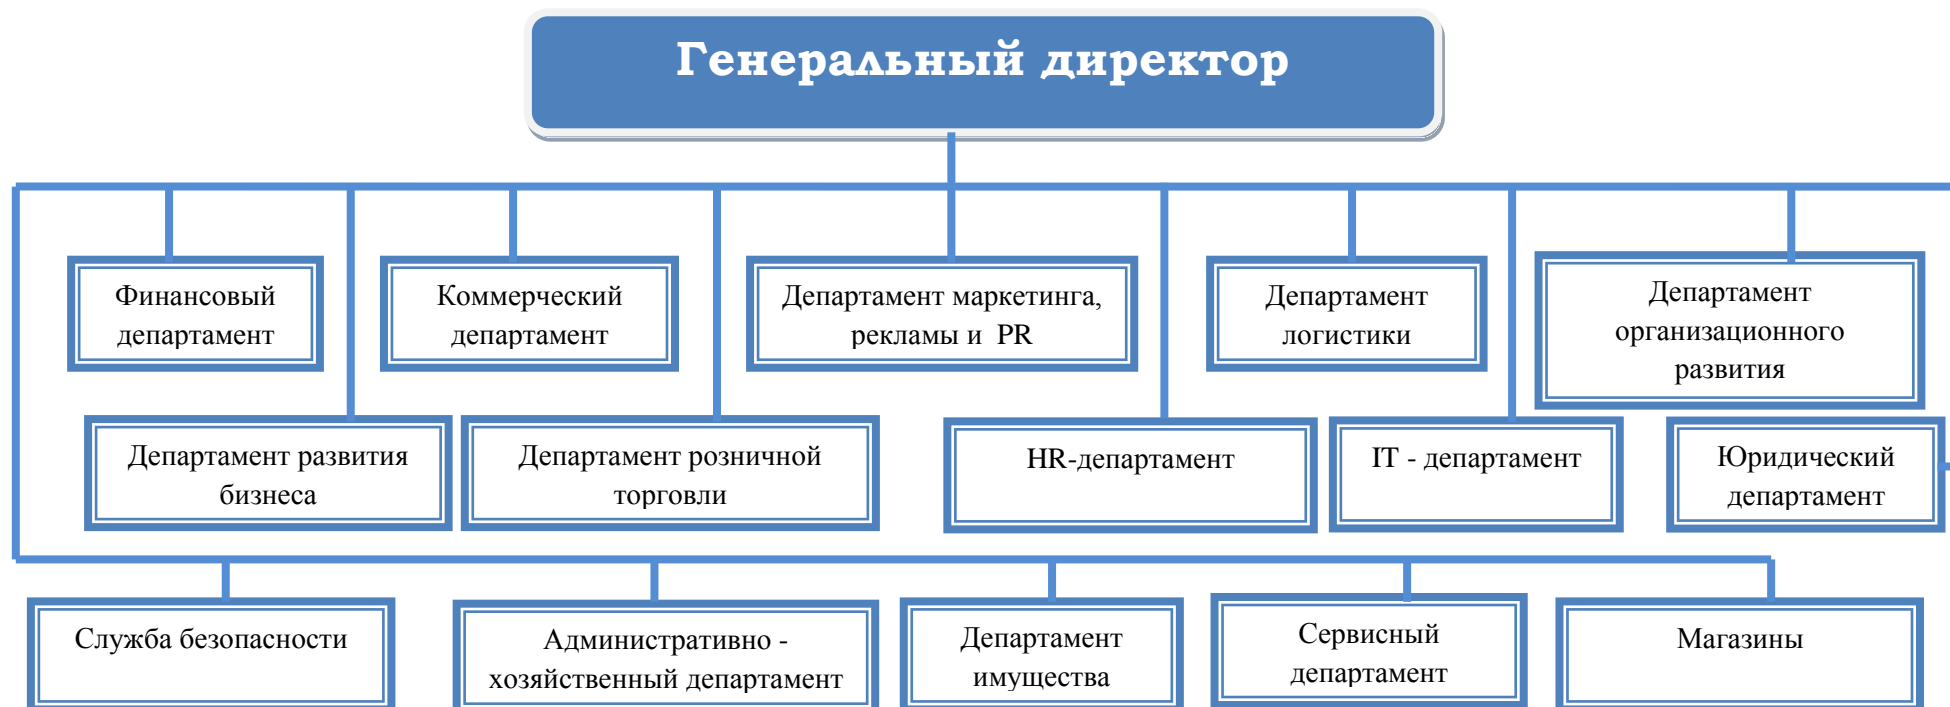 Генеральный директор
Финансовый
департамент
Коммерческий
департамент
Департамент маркетинга,
рекламы и PR
Департамент
логистики
Департамент
организационного
развития
Департамент развития
бизнеса
Департамент розничной
торговли
HR-департамент
IT - департамент
Юридический
департамент
Служба безопасности
Административно -
хозяйственный департамент
Департамент
имущества
Сервисный
департамент
Магазины